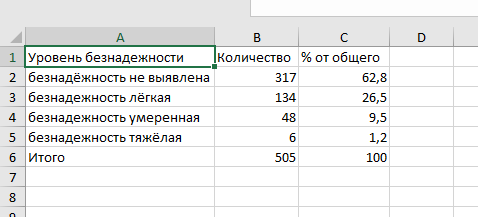 A B C D
1 Уровень безнадежности Количество % от общего
2 безнадёжность не выявлена 317 62,8
3 безнадежность лёгкая 134 26,5
4 безнадежность умеренная 48 9,5
5 безнадежность тяжёлая 6 1,2
6 Итого 505 100
7
8